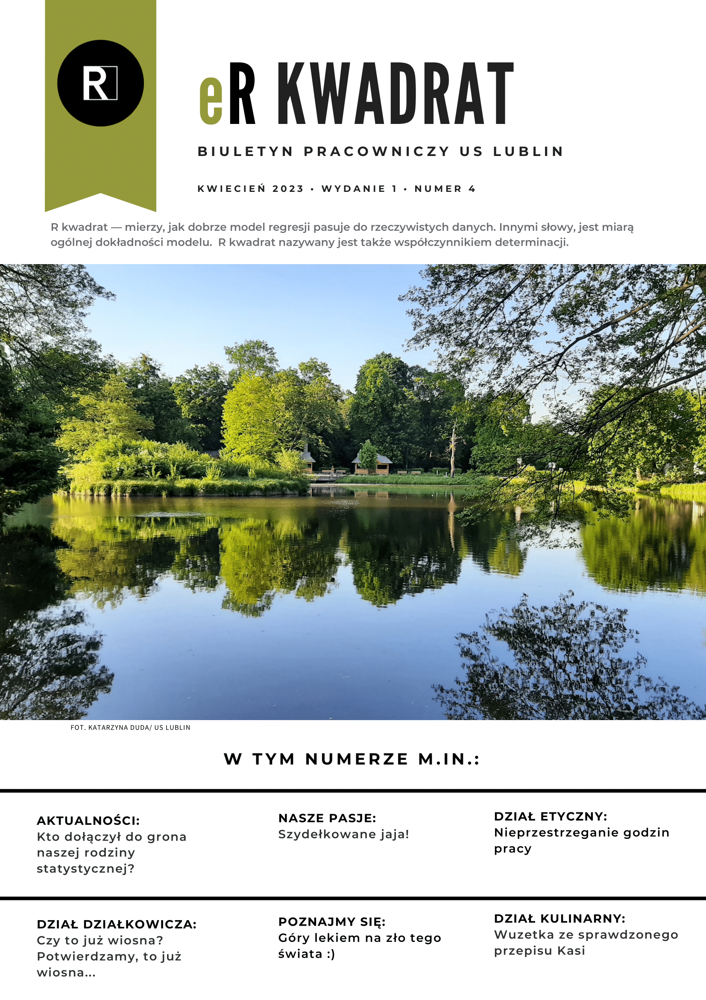 R
eR KWADRAT
BIULETYN PRACOWNICZY US LUBLIN
KWIECIEŃ 2023 • WYDANIE 1 • NUMER 4
R kwadrat — mierzy, jak dobrze model regresji pasuje do rzeczywistych danych. Innymi słowy, jest miarą
ogólnej dokładności modelu.  R kwadrat nazywany jest także współczynnikiem determinacji.
FOT. KATARZYNA DUDA/ US LUBLIN
W TYM NUMERZE M.IN.:
AKTUALNOŚCI:
Kto dołączył do grona
naszej rodziny
statystycznej?
NASZE PASJE:
Szydełkowane jaja!
DZIAŁ ETYCZNY:
Nieprzestrzeganie godzin
pracy
DZIAŁ DZIAŁKOWICZA:
Czy to już wiosna?
Potwierdzamy, to już
wiosna...
POZNAJMY SIĘ:
Góry lekiem na zło tego
świata :)
DZIAŁ KULINARNY:
Wuzetka ze sprawdzonego
przepisu Kasi